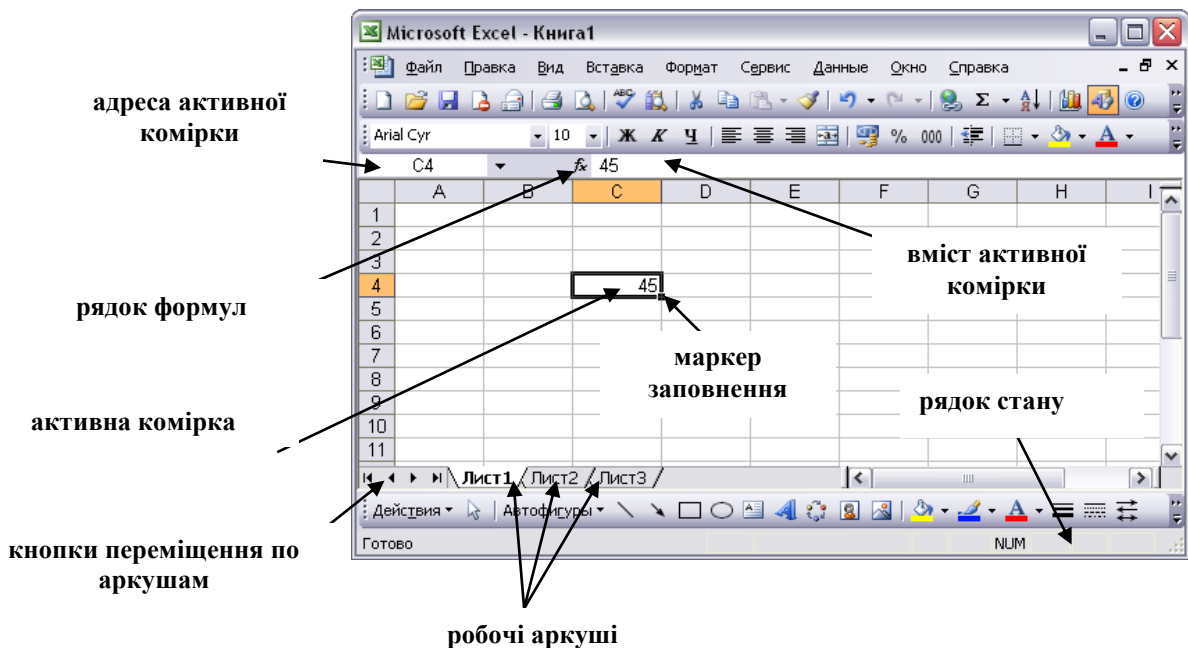 Microsoft Excel - Книга1
Файл Правка Вид Вставка Формат Сервис Данные Окно Справка
адреса активної
комірки
Arial Cyr 10 Ж К Ч % 000
C4 fx 45
A B C D E F G H I
1
2
3
вміст активної
комірки
4 45
рядок формул
5
6
7
маркер
заповнення
8
9
рядок стану
активна комірка
10
11
Лист1 Лист2 Лист3
Действия Автофигуры
Готово NUM
кнопки переміщення по
аркушам
робочі аркуші